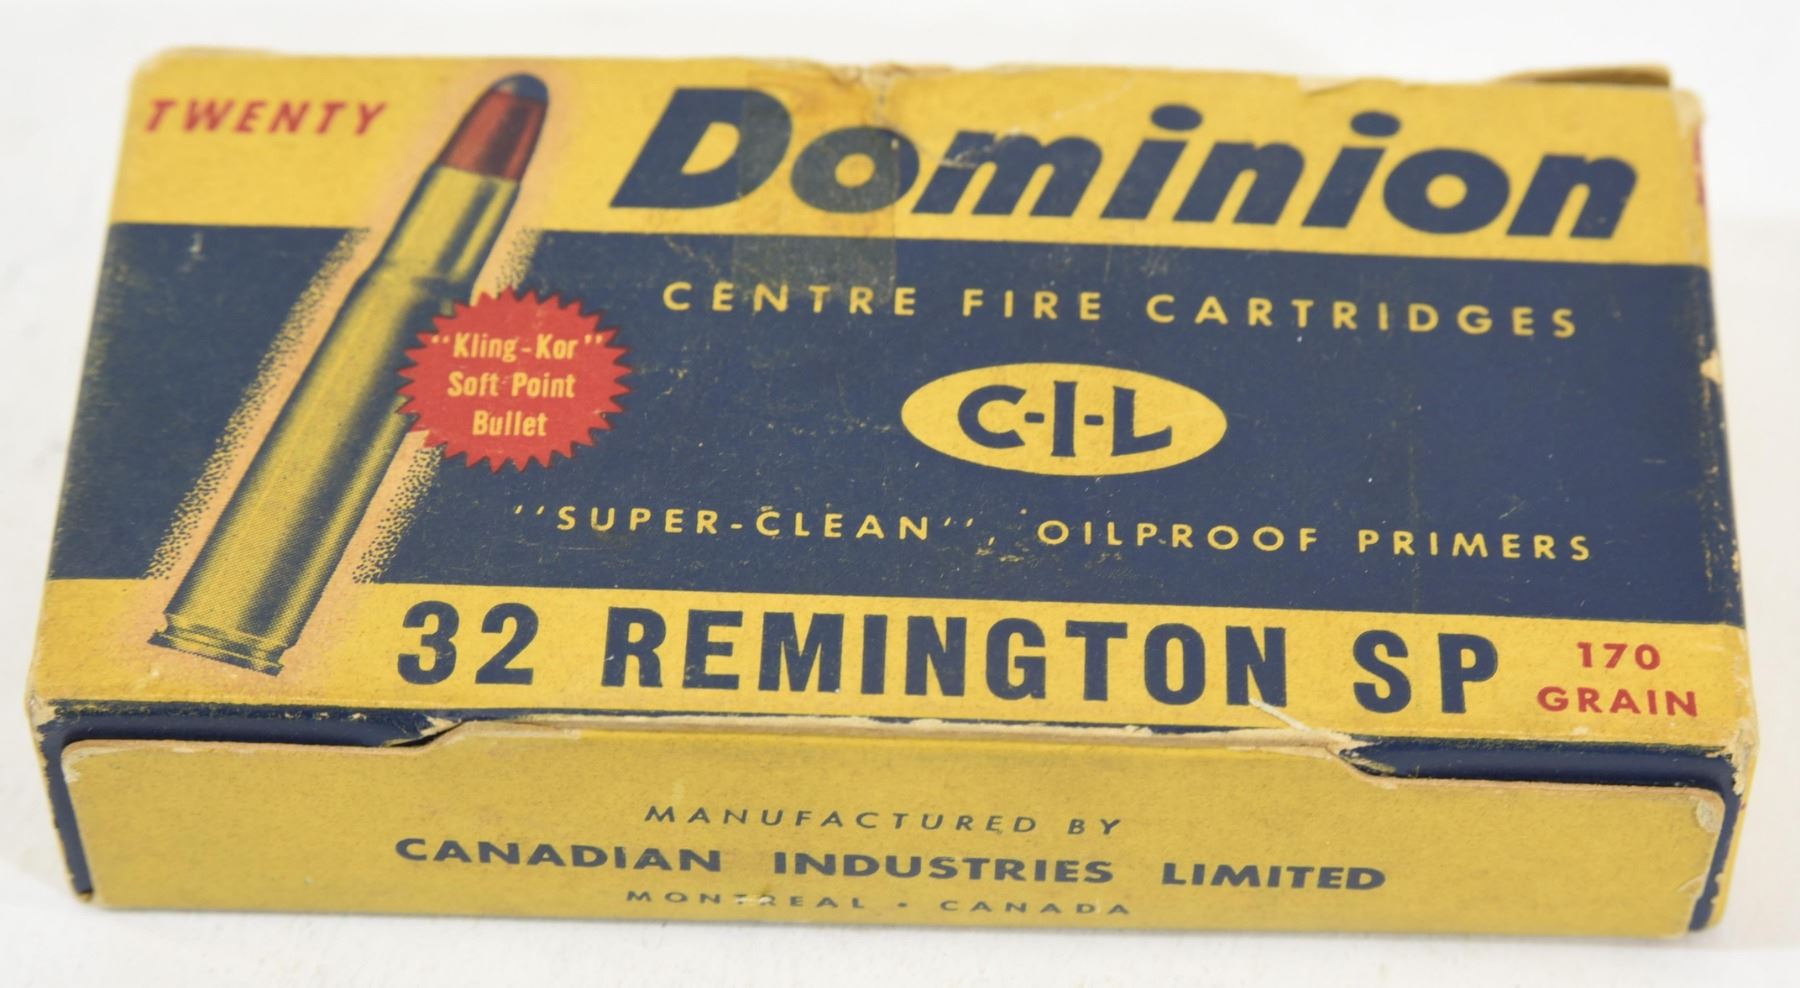 TWENTY
Dominion
CENTRE FIRE CARTRIDGES
"Kling-Kor"
Soft Point
Bullet
C-I-L
"SUPER-CLEAN", OILPROOF PRIMERS
32 REMINGTON SP
170
GRAIN
MANUFACTURED BY
CANADIAN INDUSTRIES LIMITED
MONTREAL • CANADA